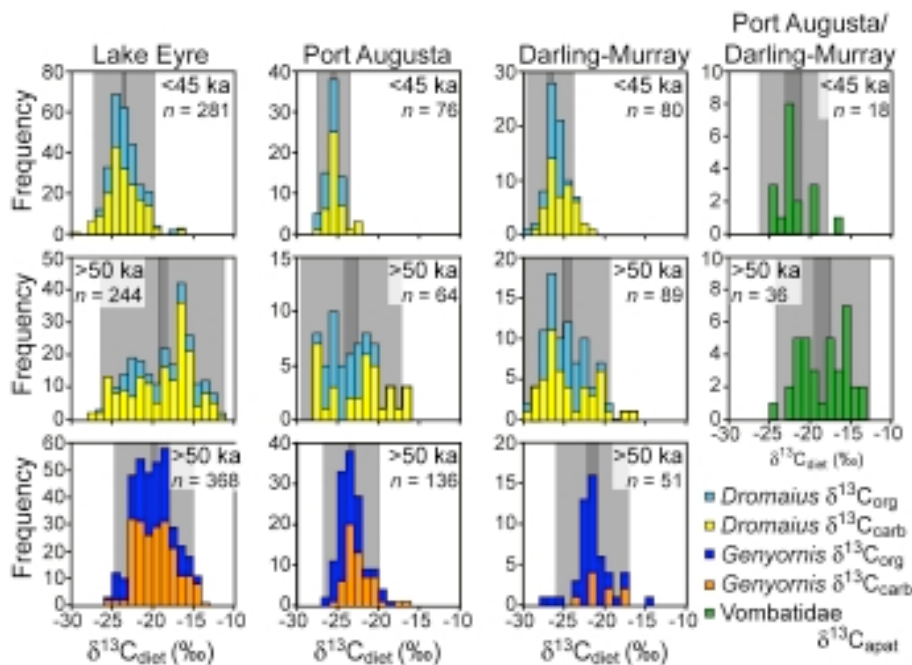 Lake Eyre
Port Augusta
Darling-Murray
Port Augusta/
Darling-Murray
Frequency
80
60
40
20
0
<45 ka
n = 281
40
30
20
10
0
<45 ka
n = 76
30
20
10
0
<45 ka
n = 80
10
8
6
4
2
0
<45 ka
n = 18
Frequency
50
40
30
20
10
0
>50 ka
n = 244
15
10
5
0
>50 ka
n = 64
20
15
10
5
0
>50 ka
n = 89
10
8
6
4
2
0
>50 ka
n = 36
-30 -25 -20 -15 -10
δ13Cdiet (‰)
Frequency
60
50
40
30
20
10
0
>50 ka
n = 368
-30 -25 -20 -15 -10
δ13Cdiet (‰)
40
30
20
10
0
>50 ka
n = 136
-30 -25 -20 -15 -10
δ13Cdiet (‰)
20
15
10
5
0
>50 ka
n = 51
-30 -25 -20 -15 -10
δ13Cdiet (‰)
Dromaius δ13Corg
Dromaius δ13Ccarb
Genyornis δ13Corg
Genyornis δ13Ccarb
Vombatidae
δ13Capat